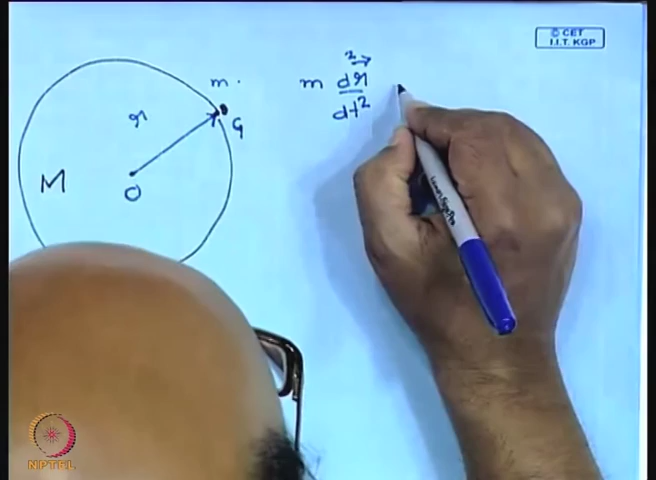 © CET
I.I.T. KGP
m
m d²r⃗
dt²
r
G
M
O
NPTEL